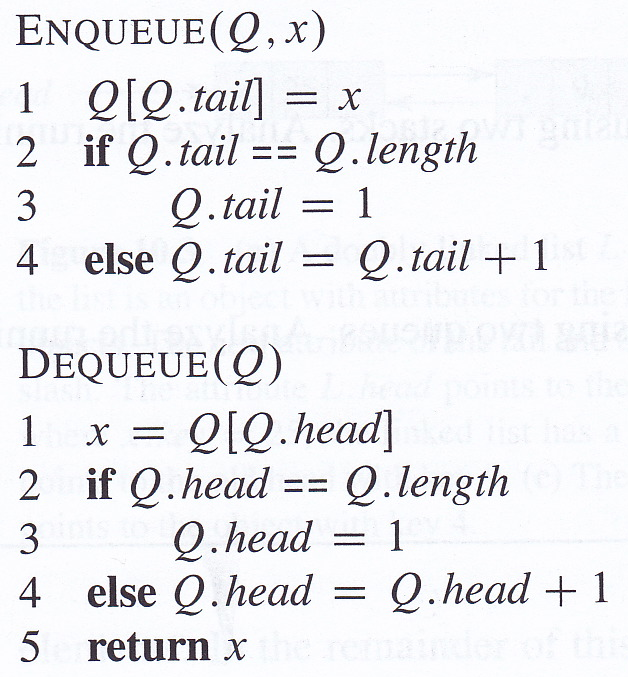 ENQUEUE(Q, x)
1 Q[Q.tail] = x
2 if Q.tail == Q.length
3 Q.tail = 1
4 else Q.tail = Q.tail + 1
DEQUEUE(Q)
1 x = Q[Q.head]
2 if Q.head == Q.length
3 Q.head = 1
4 else Q.head = Q.head + 1
5 return x